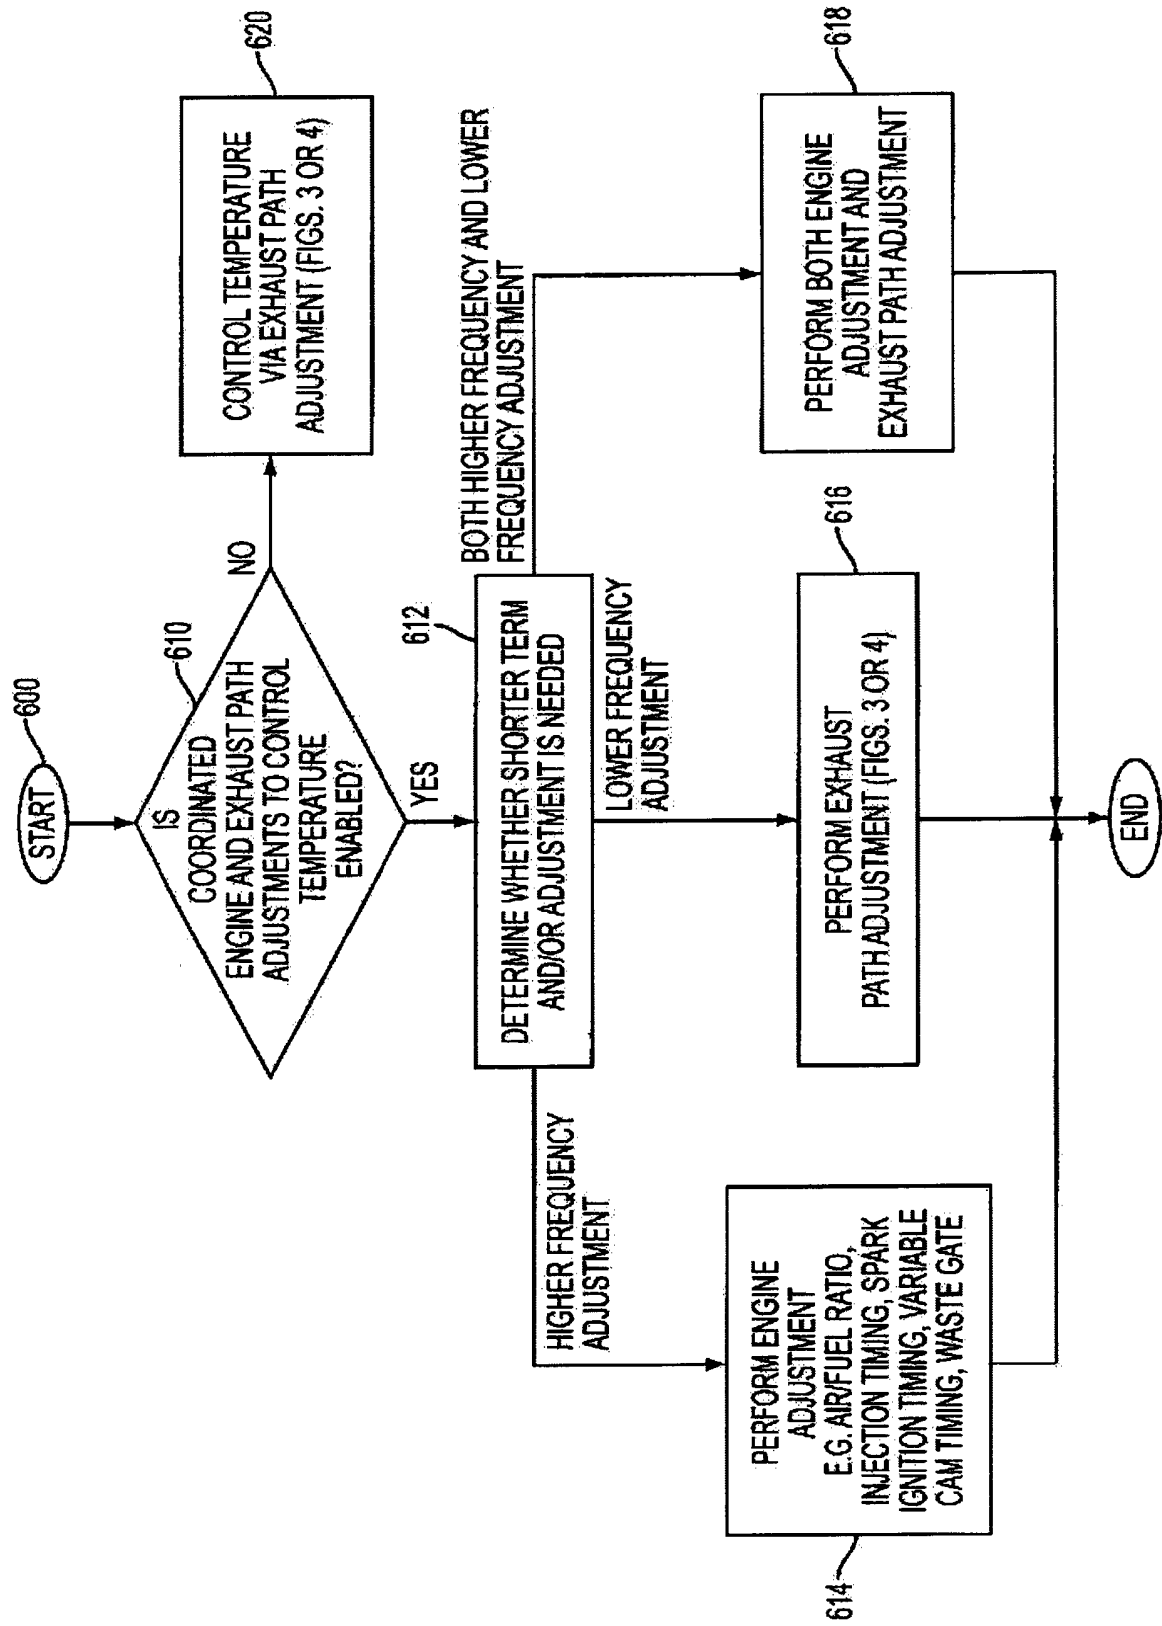 600
START
610
IS
COORDINATED
ENGINE AND EXHAUST PATH
ADJUSTMENTS TO CONTROL
TEMPERATURE
ENABLED?
NO
620
CONTROL TEMPERATURE
VIA EXHAUST PATH
ADJUSTMENT (FIGS. 3 OR 4)
YES
612
DETERMINE WHETHER SHORTER TERM
AND/OR ADJUSTMENT IS NEEDED
HIGHER FREQUENCY
ADJUSTMENT
LOWER FREQUENCY
ADJUSTMENT
BOTH HIGHER FREQUENCY AND LOWER
FREQUENCY ADJUSTMENT
614
PERFORM ENGINE
ADJUSTMENT
E.G. AIR/FUEL RATIO,
INJECTION TIMING, SPARK
IGNITION TIMING, VARIABLE
CAM TIMING, WASTE GATE
616
PERFORM EXHAUST
PATH ADJUSTMENT (FIGS. 3 OR 4)
618
PERFORM BOTH ENGINE
ADJUSTMENT AND
EXHAUST PATH ADJUSTMENT
END